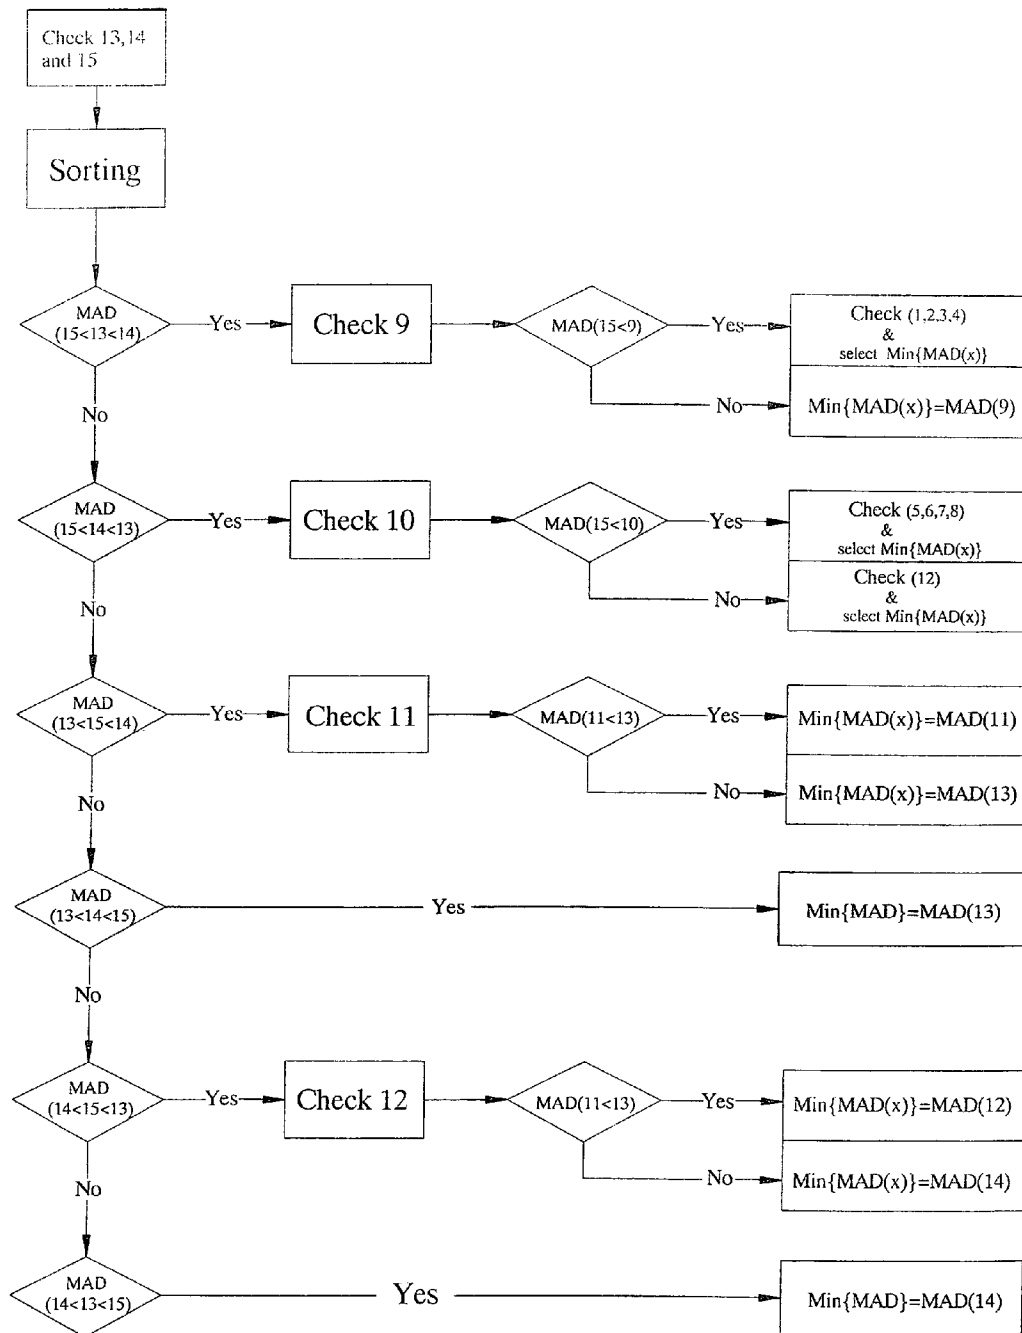 Check 13,14
and 15
Sorting
MAD
(15<13<14)
Yes
Check 9
MAD(15<9)
Yes
Check (1,2,3,4)
&
select Min{MAD(x)}
No
Min{MAD(x)}=MAD(9)
No
MAD
(15<14<13)
Yes
Check 10
MAD(15<10)
Yes
Check (5,6,7,8)
&
select Min{MAD(x)}
No
Check (12)
&
select Min{MAD(x)}
No
MAD
(13<15<14)
Yes
Check 11
MAD(11<13)
Yes
Min{MAD(x)}=MAD(11)
No
Min{MAD(x)}=MAD(13)
No
MAD
(13<14<15)
Yes
Min{MAD}=MAD(13)
No
MAD
(14<15<13)
Yes
Check 12
MAD(11<13)
Yes
Min{MAD(x)}=MAD(12)
No
Min{MAD(x)}=MAD(14)
No
MAD
(14<13<15)
Yes
Min{MAD}=MAD(14)